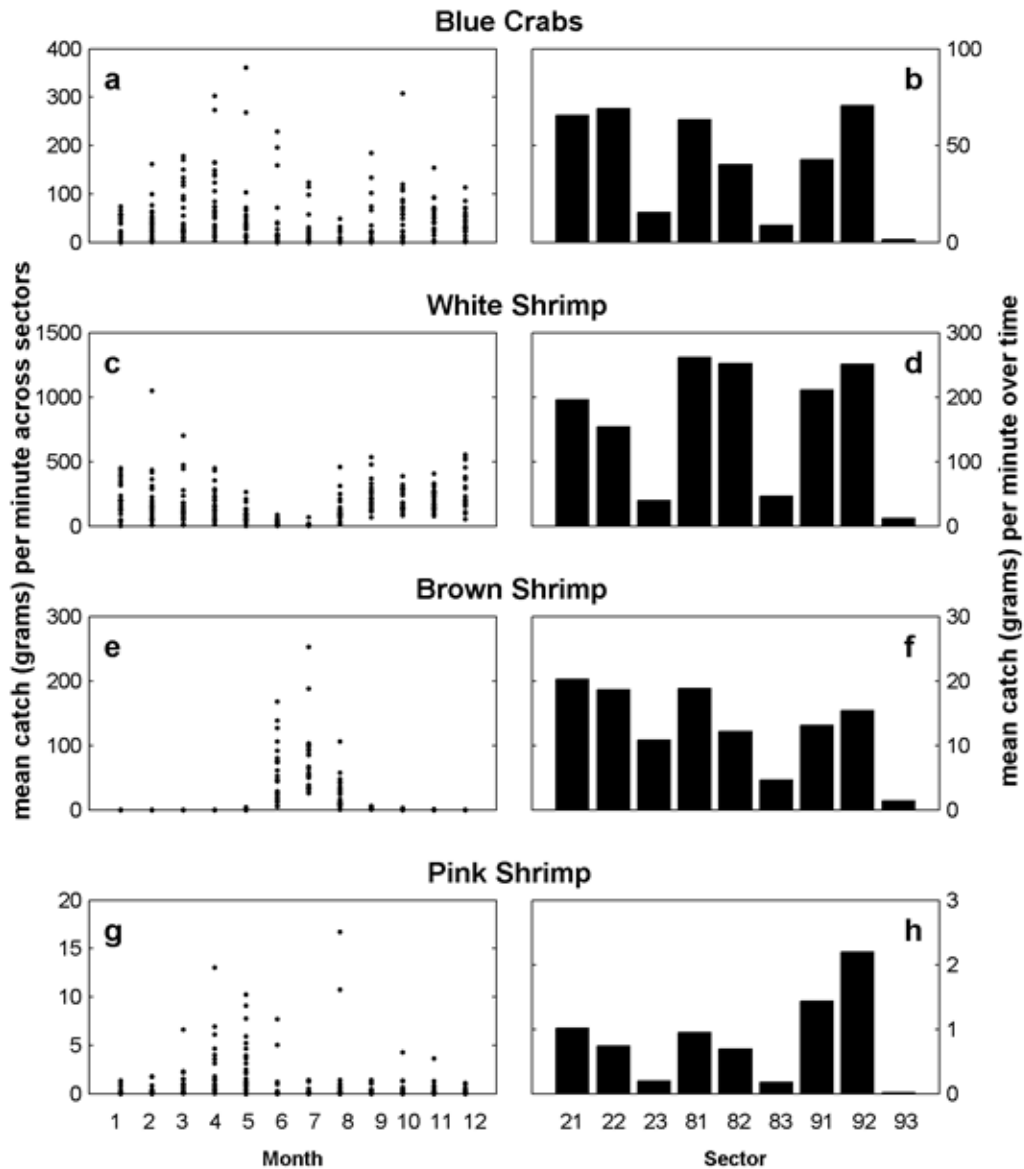 Blue Crabs
400
300
200
100
0
a
b
100
50
0
White Shrimp
1500
1000
500
0
c
d
300
200
100
0
Brown Shrimp
300
200
100
0
e
f
30
20
10
0
Pink Shrimp
20
15
10
5
0
g
h
3
2
1
0
1 2 3 4 5 6 7 8 9 10 11 12
Month
21 22 23 81 82 83 91 92 93
Sector
mean catch (grams) per minute across sectors
mean catch (grams) per minute over time